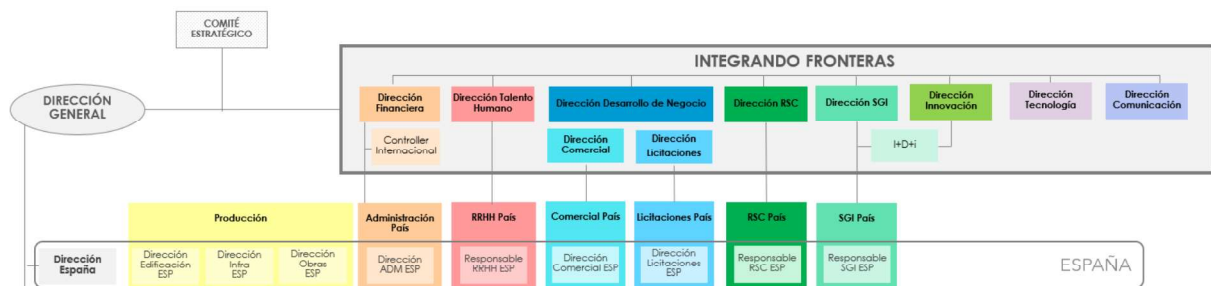 COMITÉ
ESTRATÉGICO
INTEGRANDO FRONTERAS
DIRECCIÓN
GENERAL
Dirección
Financiera
Dirección Talento
Humano
Dirección Desarrollo de Negocio
Dirección RSC
Dirección SGI
Dirección
Innovación
Dirección
Tecnología
Dirección
Comunicación
Controller
Internacional
Dirección
Comercial
Dirección
Licitaciones
I+D+i
Producción
Administración
País
RRHH País
Comercial País
Licitaciones País
RSC País
SGI País
Dirección
España
Dirección
Edificación
ESP
Dirección
Infra
ESP
Dirección
Obras
ESP
Dirección
ADM ESP
Responsable
RRHH ESP
Dirección
Comercial ESP
Dirección
Licitaciones
ESP
Responsable
RSC ESP
Responsable
SGI ESP
ESPAÑA